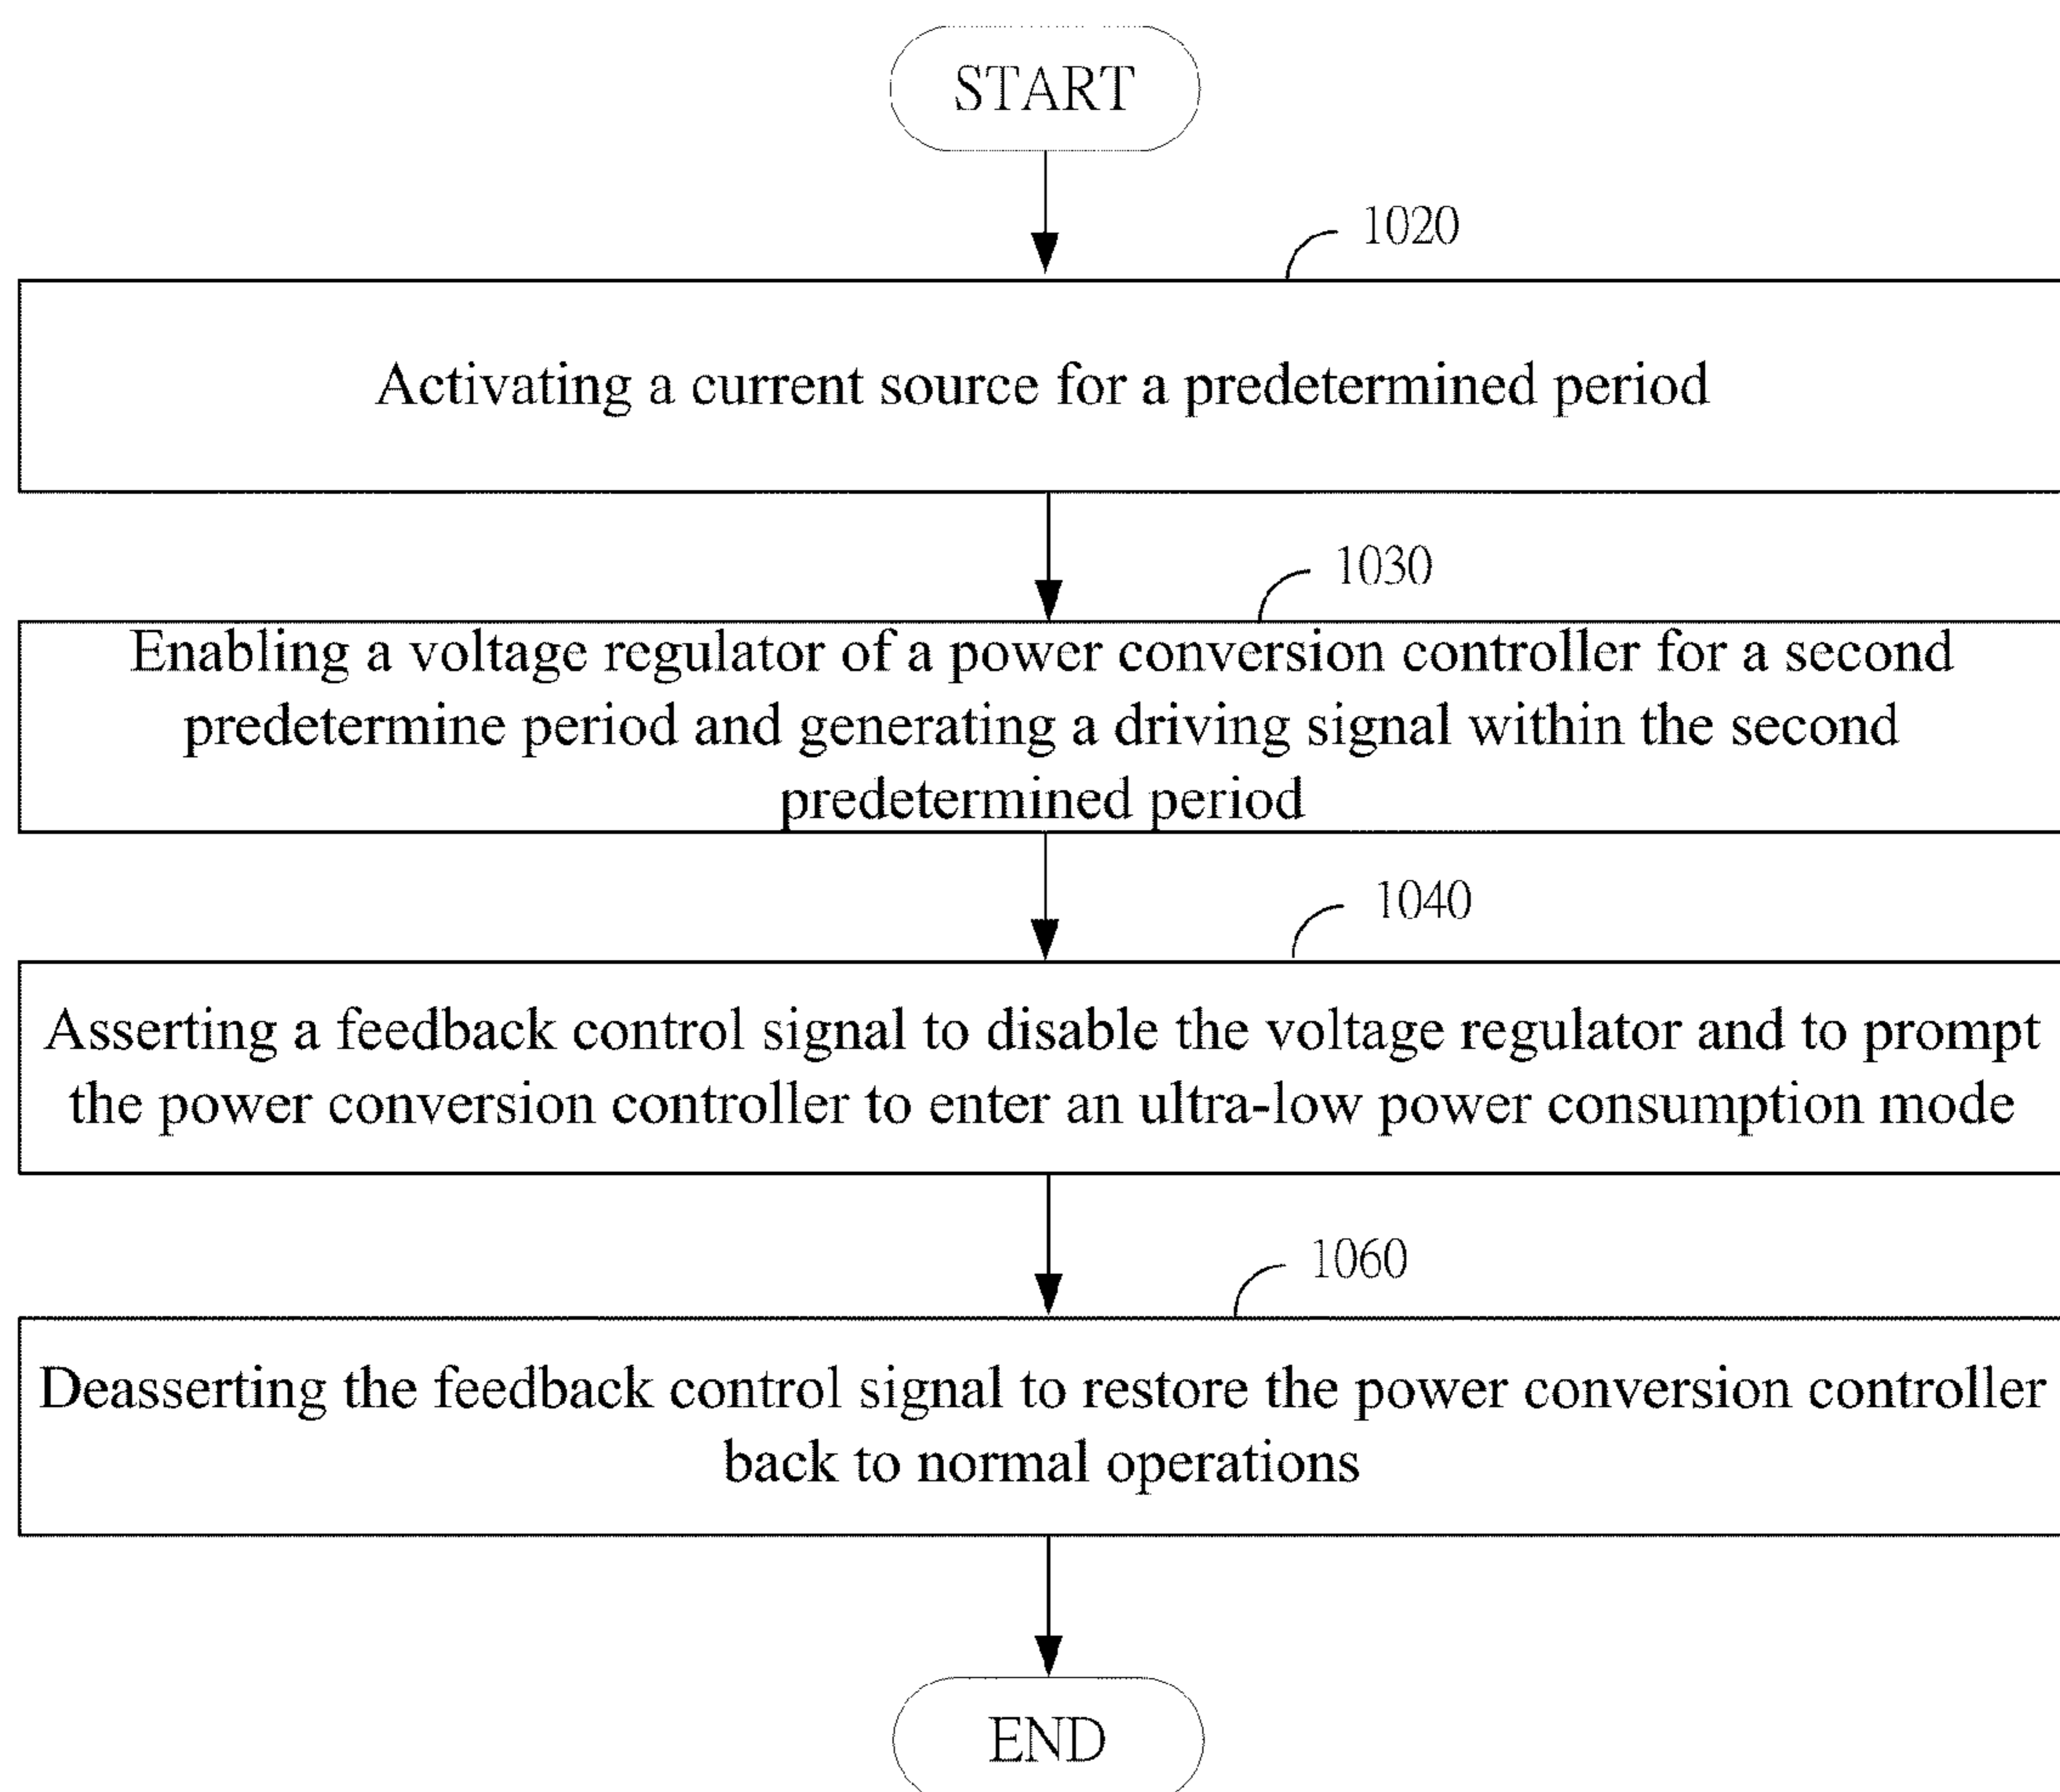 START
1020
Activating a current source for a predetermined period
1030
Enabling a voltage regulator of a power conversion controller for a second
predetermine period and generating a driving signal within the second
predetermined period
1040
Asserting a feedback control signal to disable the voltage regulator and to prompt
the power conversion controller to enter an ultra-low power consumption mode
1060
Deasserting the feedback control signal to restore the power conversion controller
back to normal operations
END